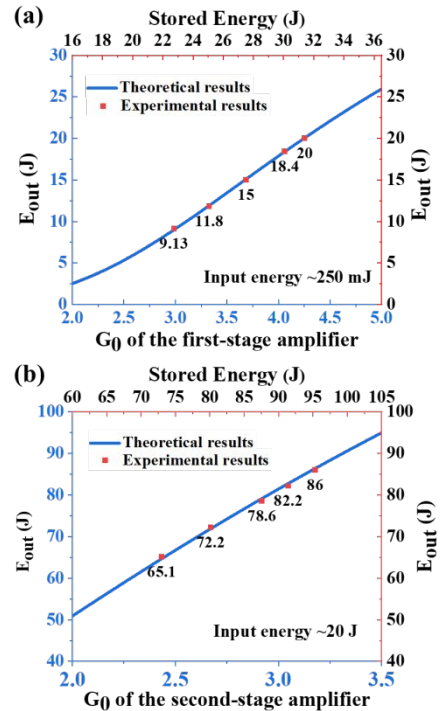 (a)
Stored Energy (J)
16 18 20 22 24 26 28 30 32 34 36
30 30
25 25
20 20
15 15
10 10
5 5
0 0
Theoretical results
Experimental results
9.13
11.8
15
18.4
20
Input energy ~250 mJ
Eout (J)
Eout (J)
2.0 2.5 3.0 3.5 4.0 4.5 5.0
G0 of the first-stage amplifier
(b)
Stored Energy (J)
60 65 70 75 80 85 90 95 100 105
100 100
90 90
80 80
70 70
60 60
50 50
40 40
Theoretical results
Experimental results
65.1
72.2
78.6
82.2
86
Input energy ~20 J
Eout (J)
Eout (J)
2.0 2.5 3.0 3.5
G0 of the second-stage amplifier